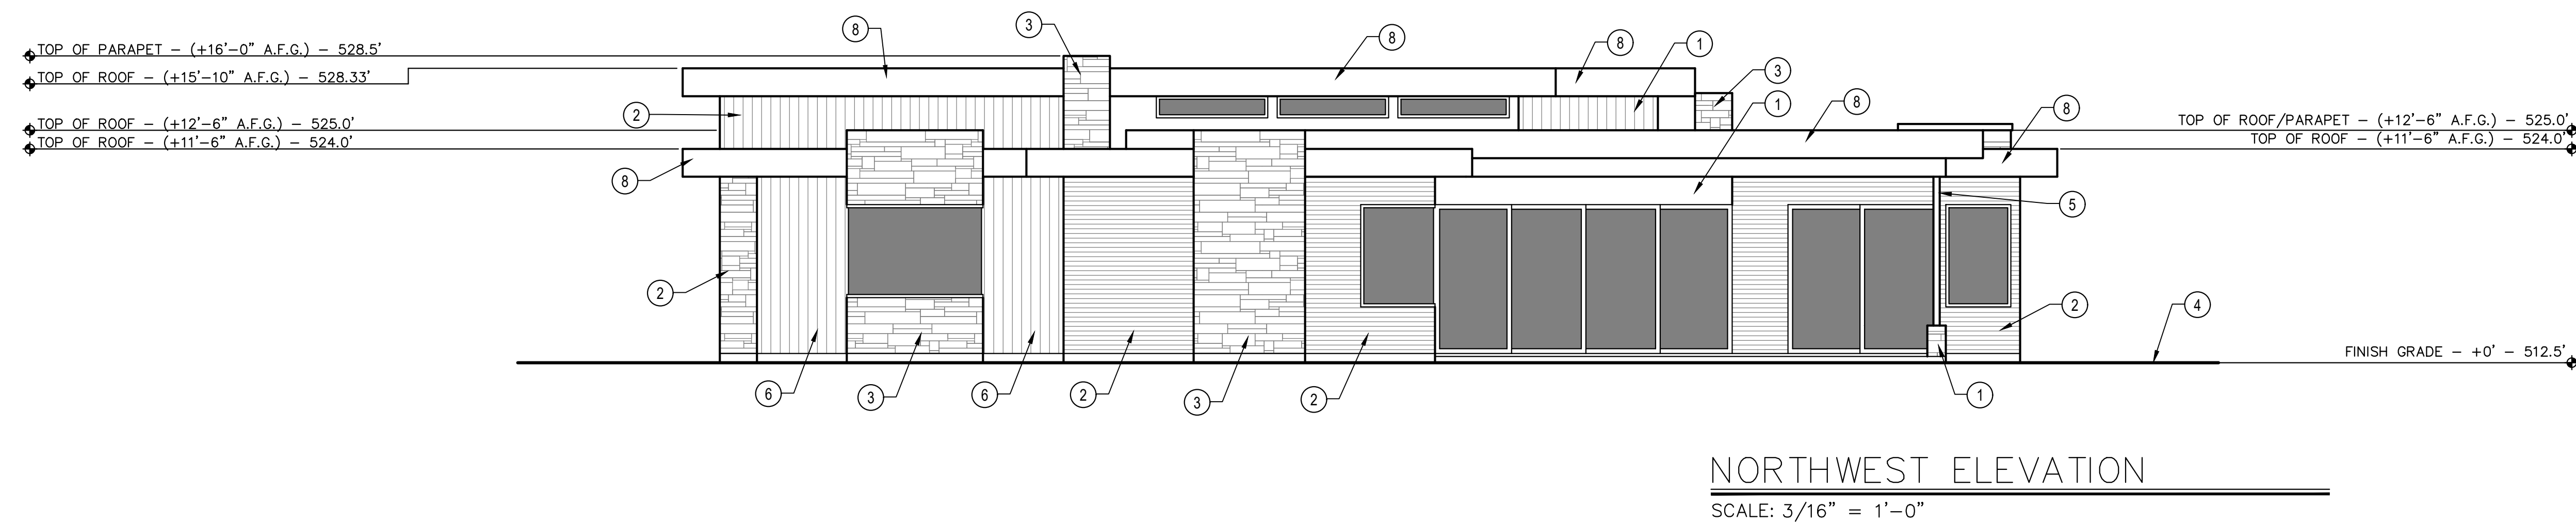 TOP OF PARAPET – (+16'–0" A.F.G.) – 528.5'
TOP OF ROOF – (+15'–10" A.F.G.) – 528.33'
TOP OF ROOF – (+12'–6" A.F.G.) – 525.0'
TOP OF ROOF – (+11'–6" A.F.G.) – 524.0'
8
3
8
8
1
3
1
8
8
2
8
2
6
3
6
2
3
2
5
2
4
1
TOP OF ROOF/PARAPET – (+12'–6" A.F.G.) – 525.0'
TOP OF ROOF – (+11'–6" A.F.G.) – 524.0'
FINISH GRADE – +0' – 512.5'
NORTHWEST ELEVATION
SCALE: 3/16" = 1'–0"